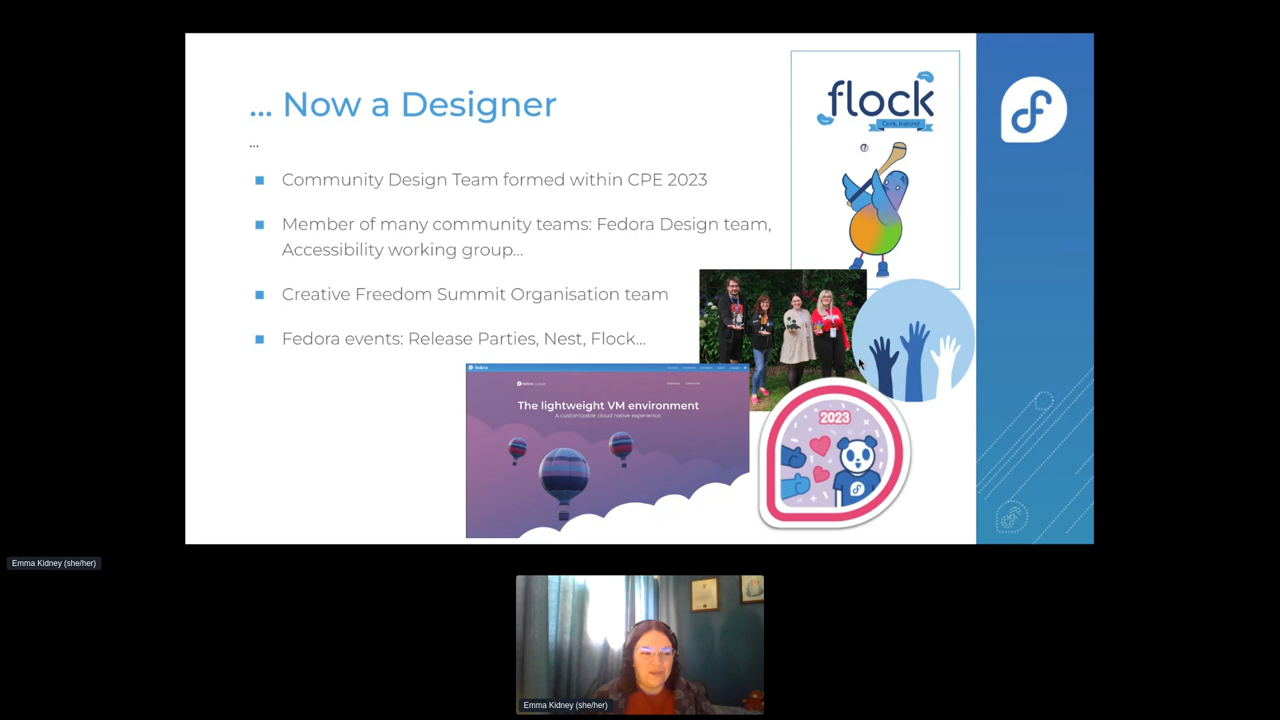 ... Now a Designer
...
Community Design Team formed within CPE 2023
Member of many community teams: Fedora Design team,
Accessibility working group...
Creative Freedom Summit Organisation team
Fedora events: Release Parties, Nest, Flock...
flock
Cork, Ireland
fedora
The lightweight VM environment
A customizable cloud native experience.
2023
Emma Kidney (she/her)
Emma Kidney (she/her)